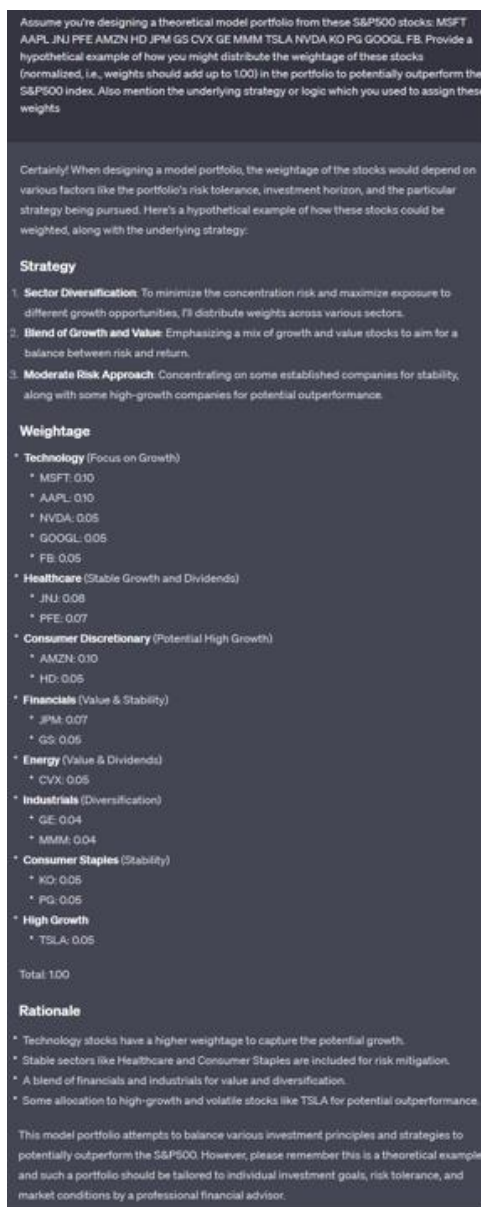 Assume you're designing a theoretical model portfolio from these S&P500 stocks: MSFT
AAPL JNJ PFE AMZN HD JPM GS CVX GE MMM TSLA NVDA KO PG GOOGL FB. Provide a
hypothetical example of how you might distribute the weightage of these stocks
(normalized, i.e., weights should add up to 1.00) in the portfolio to potentially outperform the
S&P500 index. Also mention the underlying strategy or logic which you used to assign these
weights
Certainly! When designing a model portfolio, the weightage of the stocks would depend on
various factors like the portfolio's risk tolerance, investment horizon, and the particular
strategy being pursued. Here's a hypothetical example of how these stocks could be
weighted, along with the underlying strategy:
Strategy
1. Sector Diversification: To minimize the concentration risk and maximize exposure to
different growth opportunities, I'll distribute weights across various sectors.
2. Blend of Growth and Value: Emphasizing a mix of growth and value stocks to aim for a
balance between risk and return.
3. Moderate Risk Approach: Concentrating on some established companies for stability,
along with some high-growth companies for potential outperformance.
Weightage
• Technology (Focus on Growth)
• MSFT: 0.10
• AAPL: 0.10
• NVDA: 0.05
• GOOGL: 0.05
• FB: 0.05
• Healthcare (Stable Growth and Dividends)
• JNJ: 0.08
• PFE: 0.07
• Consumer Discretionary (Potential High Growth)
• AMZN: 0.10
• HD: 0.05
• Financials (Value & Stability)
• JPM: 0.07
• GS: 0.05
• Energy (Value & Dividends)
• CVX: 0.05
• Industrials (Diversification)
• GE: 0.04
• MMM: 0.04
• Consumer Staples (Stability)
• KO: 0.05
• PG: 0.05
• High Growth
• TSLA: 0.05
Total: 1.00
Rationale
• Technology stocks have a higher weightage to capture the potential growth.
• Stable sectors like Healthcare and Consumer Staples are included for risk mitigation.
• A blend of financials and industrials for value and diversification.
• Some allocation to high-growth and volatile stocks like TSLA for potential outperformance.
This model portfolio attempts to balance various investment principles and strategies to
potentially outperform the S&P500. However, please remember this is a theoretical example
and such a portfolio should be tailored to individual investment goals, risk tolerance, and
market conditions by a professional financial advisor.